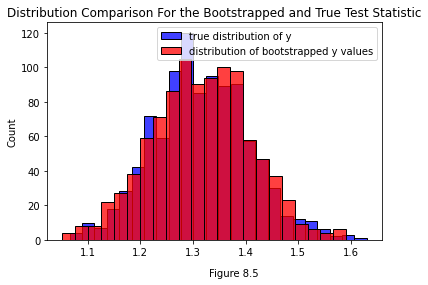 Distribution Comparison For the Bootstrapped and True Test Statistic
true distribution of y
distribution of bootstrapped y values
120
100
80
60
40
20
0
Count
1.1 1.2 1.3 1.4 1.5 1.6
Figure 8.5